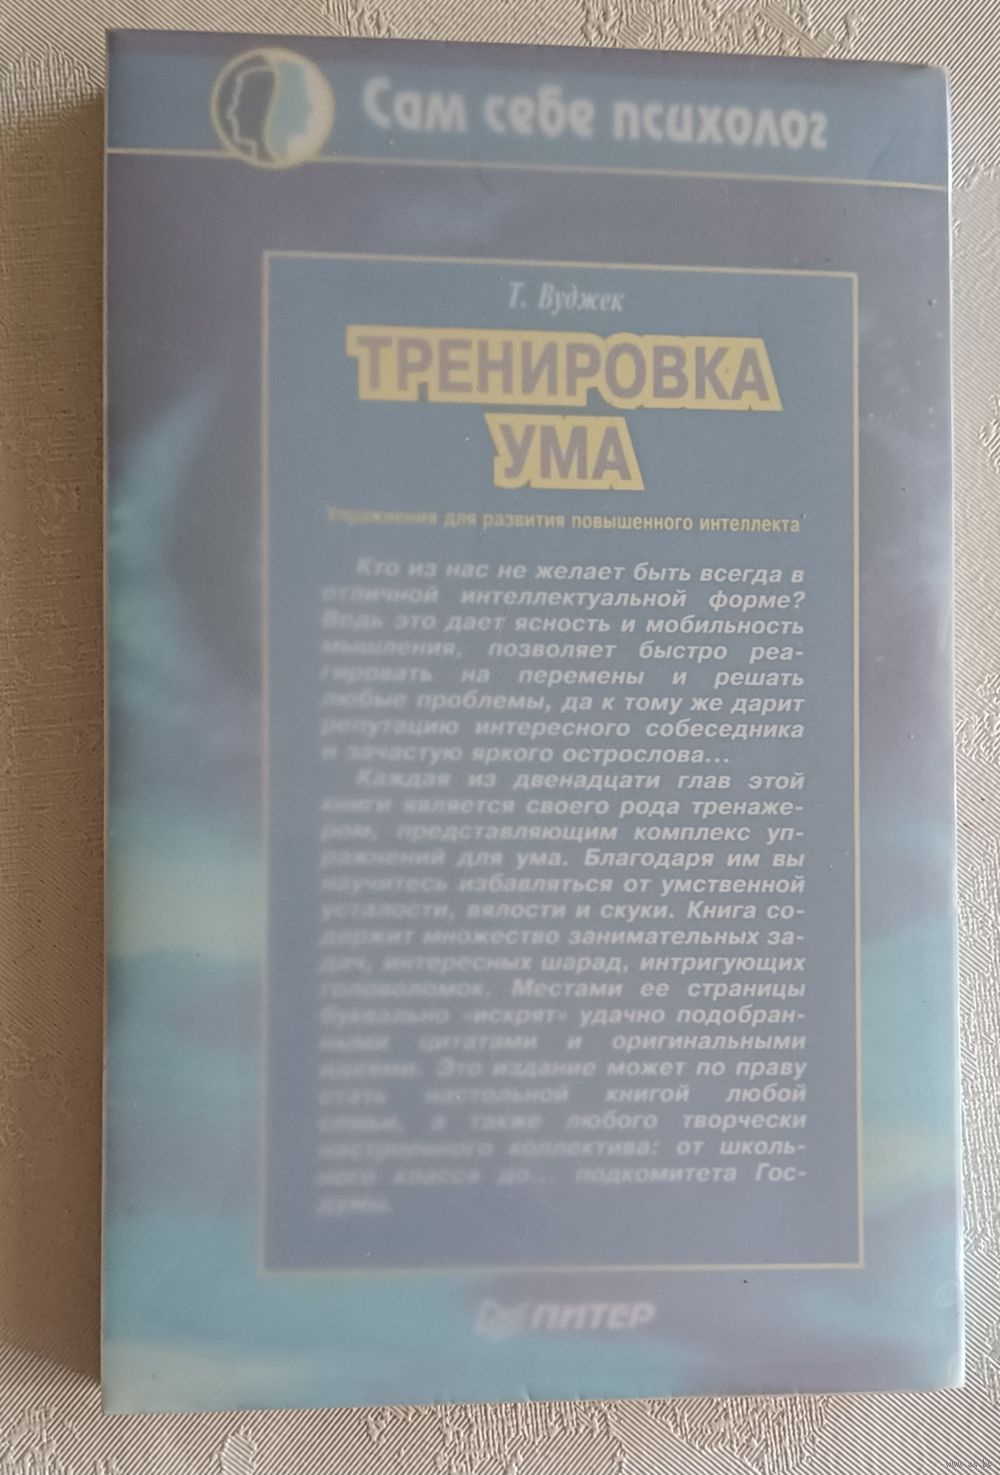 Сам себе психолог
Т. Вуджек
ТРЕНИРОВКА
УМА
Упражнения для развития повышенного интеллекта
Кто из нас не желает быть всегда в
отличной интеллектуальной форме?
Ведь это дает ясность и мобильность
мышления, позволяет быстро реа-
гировать на перемены и решать
любые проблемы, да к тому же дарит
репутацию интересного собеседника
и зачастую яркого острослова...
Каждая из двенадцати глав этой
книги является своего рода тренаже-
ром, представляющим комплекс уп-
ражнений для ума. Благодаря им вы
научитесь избавляться от умственной
усталости, вялости и скуки. Книга со-
держит множество занимательных за-
дач, интересных шарад, интригующих
головоломок. Местами ее страницы
буквально «искрят» удачно подобран-
ными цитатами и оригинальными
идеями. Это издание может по праву
стать настольной книгой любой
семьи, а также любого творчески
настроенного коллектива: от школь-
ного класса до... подкомитета Гос-
думы.
ПИТЕР